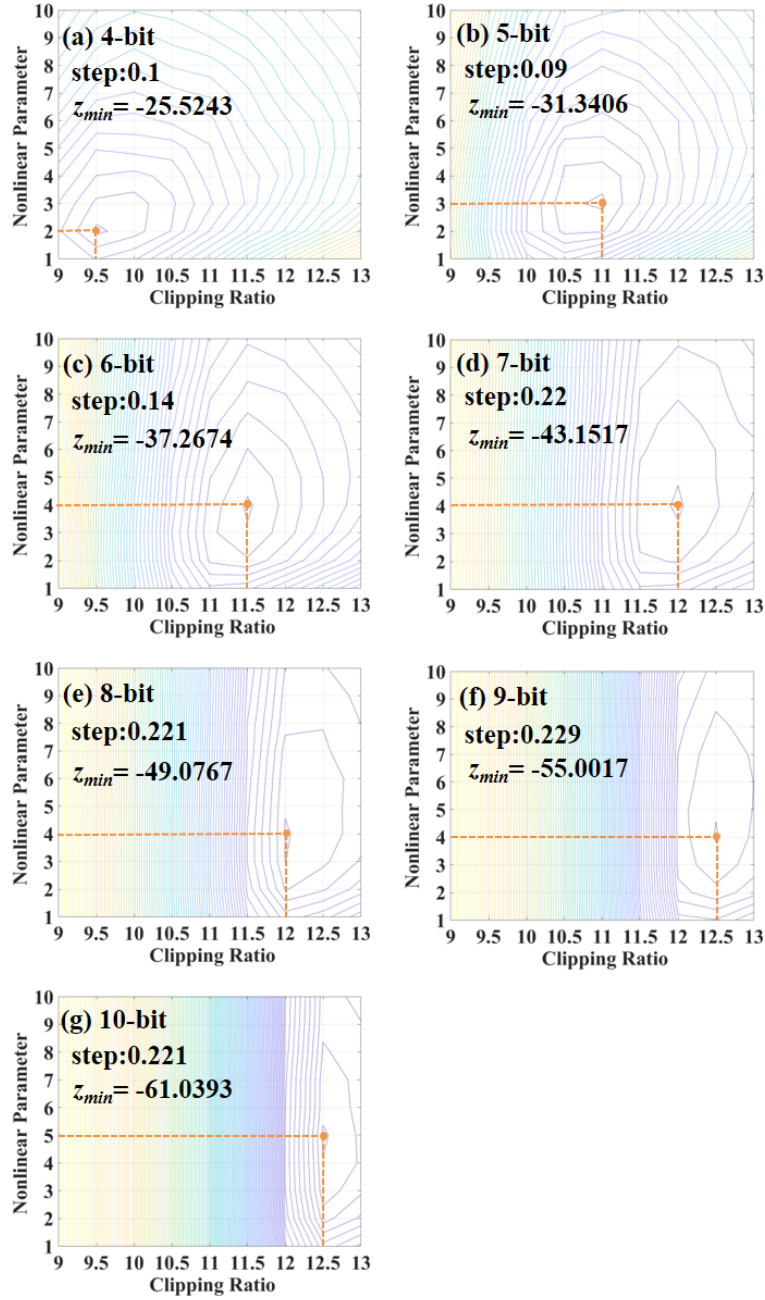 (a) 4-bit
step:0.1
zmin= -25.5243
Nonlinear Parameter
10
9
8
7
6
5
4
3
2
1
9 9.5 10 10.5 11 11.5 12 12.5 13
Clipping Ratio
(b) 5-bit
step:0.09
zmin= -31.3406
Nonlinear Parameter
10
9
8
7
6
5
4
3
2
1
9 9.5 10 10.5 11 11.5 12 12.5 13
Clipping Ratio
(c) 6-bit
step:0.14
zmin= -37.2674
Nonlinear Parameter
10
9
8
7
6
5
4
3
2
1
9 9.5 10 10.5 11 11.5 12 12.5 13
Clipping Ratio
(d) 7-bit
step:0.22
zmin= -43.1517
Nonlinear Parameter
10
9
8
7
6
5
4
3
2
1
9 9.5 10 10.5 11 11.5 12 12.5 13
Clipping Ratio
(e) 8-bit
step:0.221
zmin= -49.0767
Nonlinear Parameter
10
9
8
7
6
5
4
3
2
1
9 9.5 10 10.5 11 11.5 12 12.5 13
Clipping Ratio
(f) 9-bit
step:0.229
zmin= -55.0017
Nonlinear Parameter
10
9
8
7
6
5
4
3
2
1
9 9.5 10 10.5 11 11.5 12 12.5 13
Clipping Ratio
(g) 10-bit
step:0.221
zmin= -61.0393
Nonlinear Parameter
10
9
8
7
6
5
4
3
2
1
9 9.5 10 10.5 11 11.5 12 12.5 13
Clipping Ratio